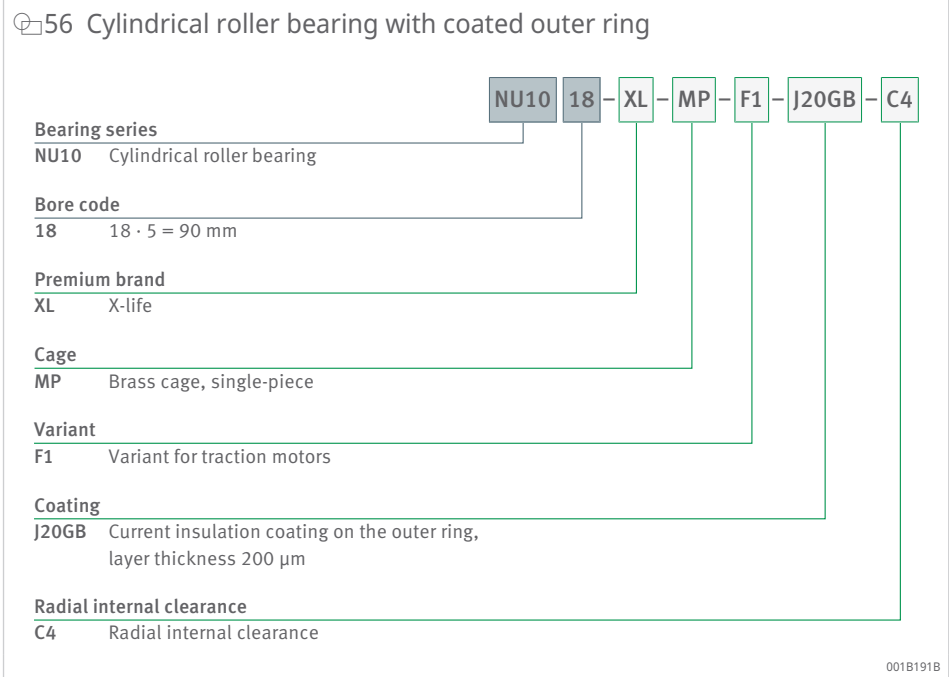 56 Cylindrical roller bearing with coated outer ring
NU10 18 – XL – MP – F1 – J20GB – C4
Bearing series
NU10 Cylindrical roller bearing
Bore code
18 18 · 5 = 90 mm
Premium brand
XL X-life
Cage
MP Brass cage, single-piece
Variant
F1 Variant for traction motors
Coating
J20GB Current insulation coating on the outer ring,
layer thickness 200 µm
Radial internal clearance
C4 Radial internal clearance
001B191B